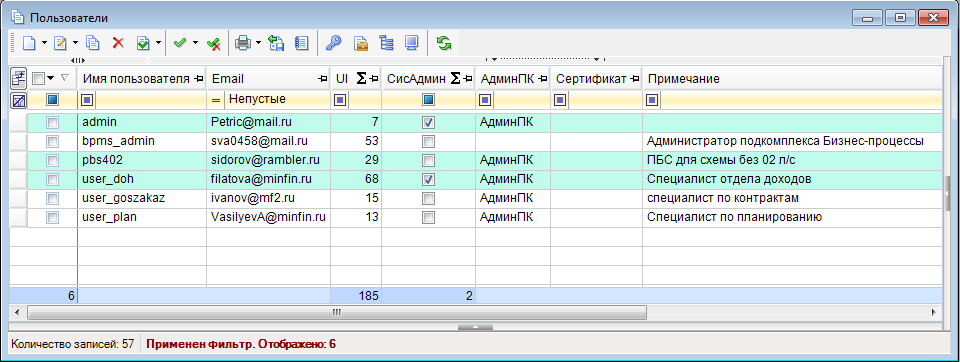 Пользователи
Имя пользователя Email UI Σ СисАдмин Σ АдминПК Сертификат Примечание
= Непустые
admin Petric@mail.ru 7 АдминПК
bpms_admin sva0458@mail.ru 53 Администратор подкомплекса Бизнес-процессы
pbs402 sidorov@rambler.ru 29 АдминПК ПБС для схемы без 02 л/с
user_doh filatova@minfin.ru 68 АдминПК Специалист отдела доходов
user_goszakaz ivanov@mf2.ru 15 АдминПК специалист по контрактам
user_plan VasilyevA@minfin.ru 13 АдминПК Специалист по планированию
6 185 2
Количество записей: 57 Применен фильтр. Отображено: 6